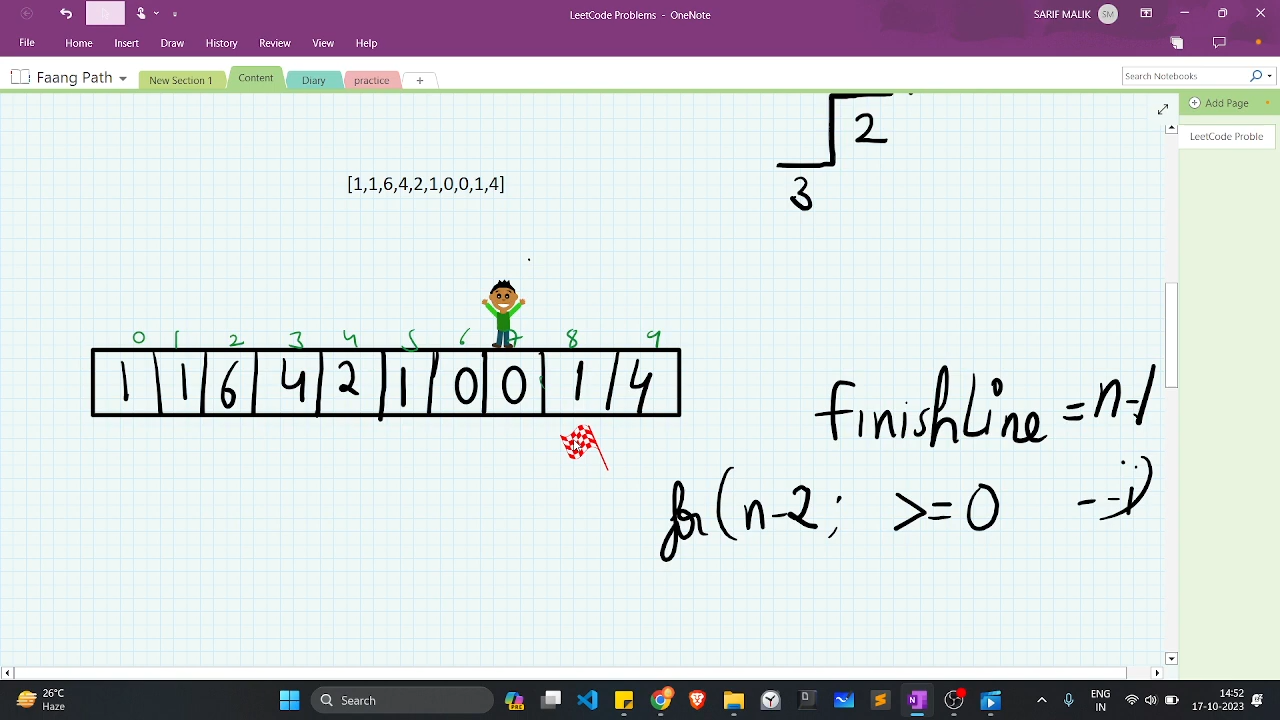 LeetCode Problems - OneNote
SARIF MALIK SM
File Home Insert Draw History Review View Help
Faang Path New Section 1 Content Diary practice +
Search Notebooks
Add Page
LeetCode Proble
2
3
[1,1,6,4,2,1,0,0,1,4]
0 1 2 3 4 5 6 7 8 9
1 1 6 4 2 1 0 0 1 4
finishLine = n-1
for(n-2; >=0 --i)
26°C
Haze
Search
ENG
IN
14:52
17-10-2023